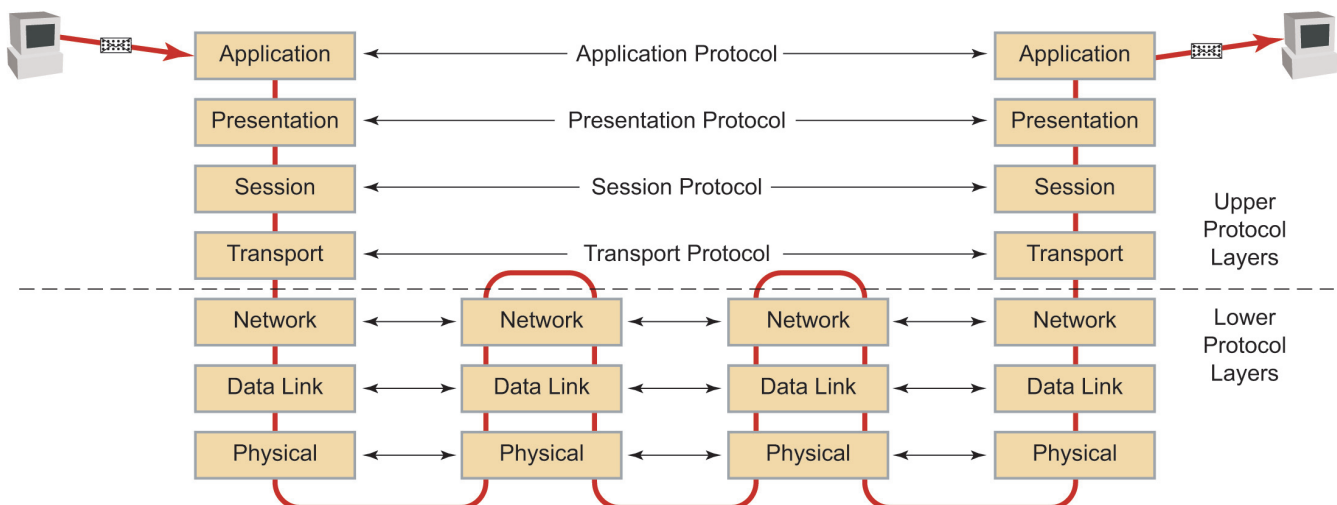 Application
Application Protocol
Application
Presentation
Presentation Protocol
Presentation
Session
Session Protocol
Session
Upper
Protocol
Layers
Transport
Transport Protocol
Transport
Network
Network
Network
Network
Lower
Protocol
Layers
Data Link
Data Link
Data Link
Data Link
Physical
Physical
Physical
Physical